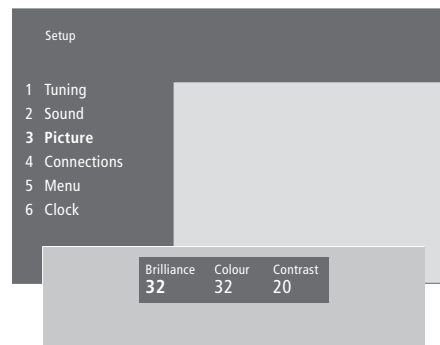 Setup
1 Tuning
2 Sound
3 Picture
4 Connections
5 Menu
6 Clock
Brilliance Colour Contrast
32 32 20